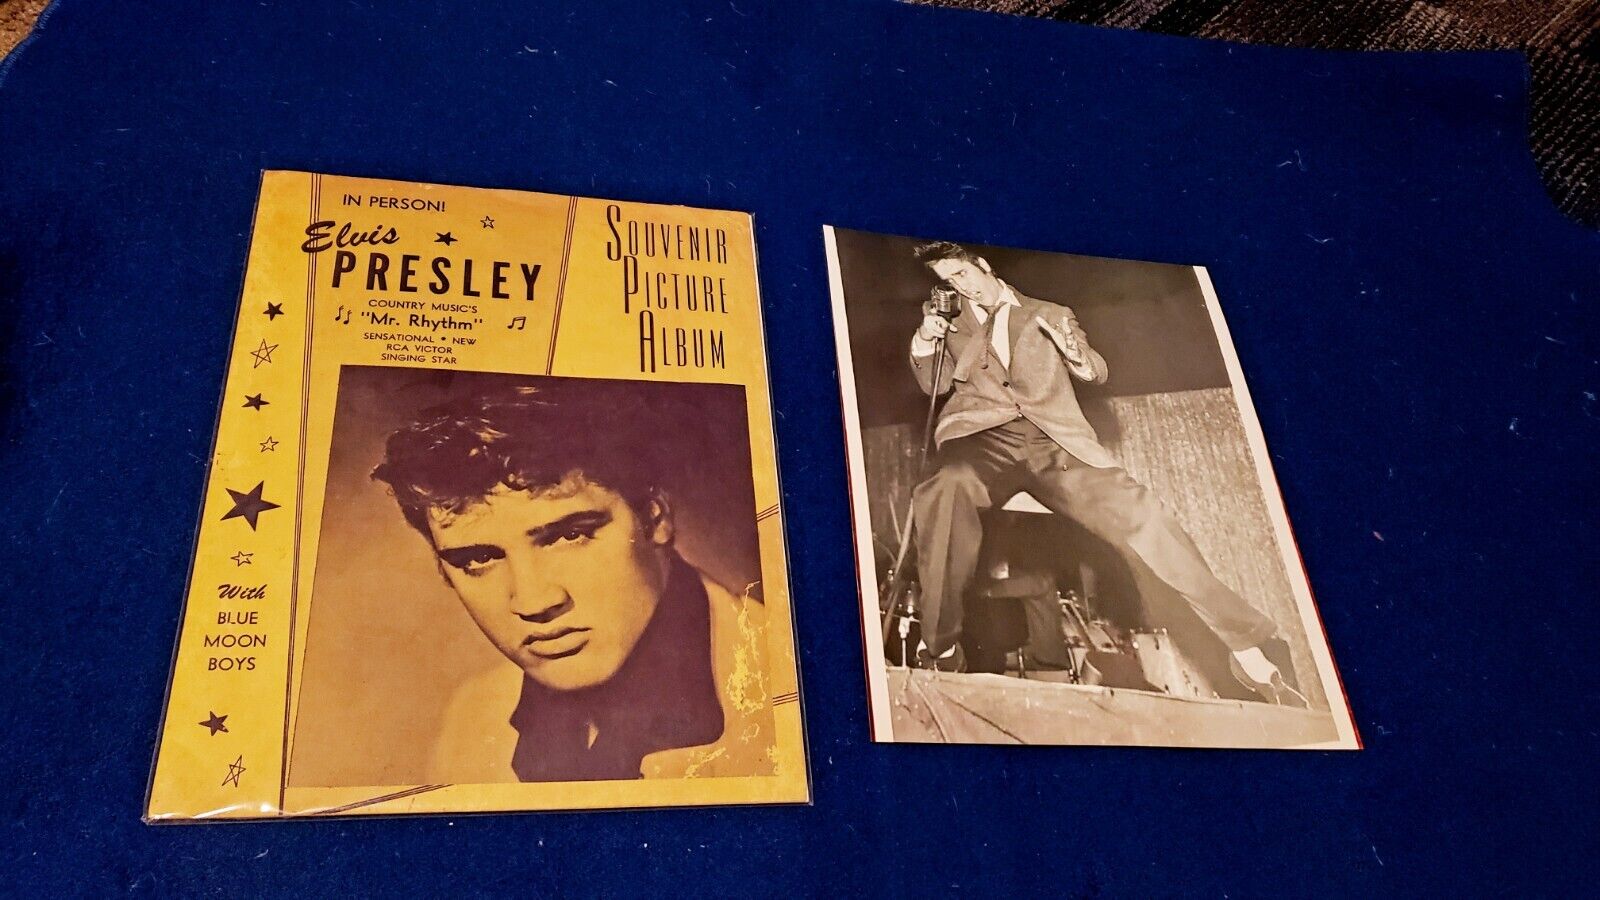 IN PERSON!
Elvis
PRESLEY
COUNTRY MUSIC'S
"Mr. Rhythm"
SENSATIONAL • NEW
RCA VICTOR
SINGING STAR
SOUVENIR
PICTURE
ALBUM
With
BLUE
MOON
BOYS